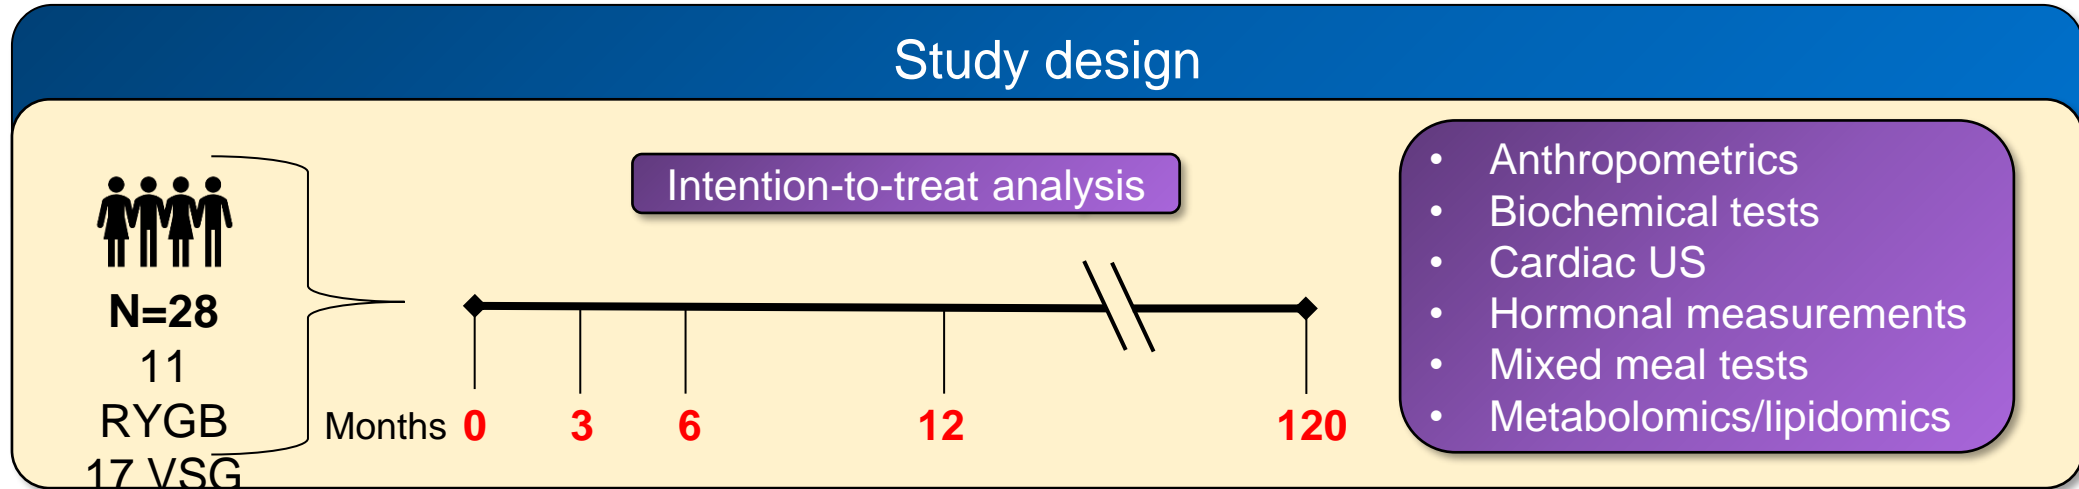 Study design
N=28
11
RYGB
17 VSG
Intention-to-treat analysis
Months 0 3 6 12 120
• Anthropometrics
• Biochemical tests
• Cardiac US
• Hormonal measurements
• Mixed meal tests
• Metabolomics/lipidomics